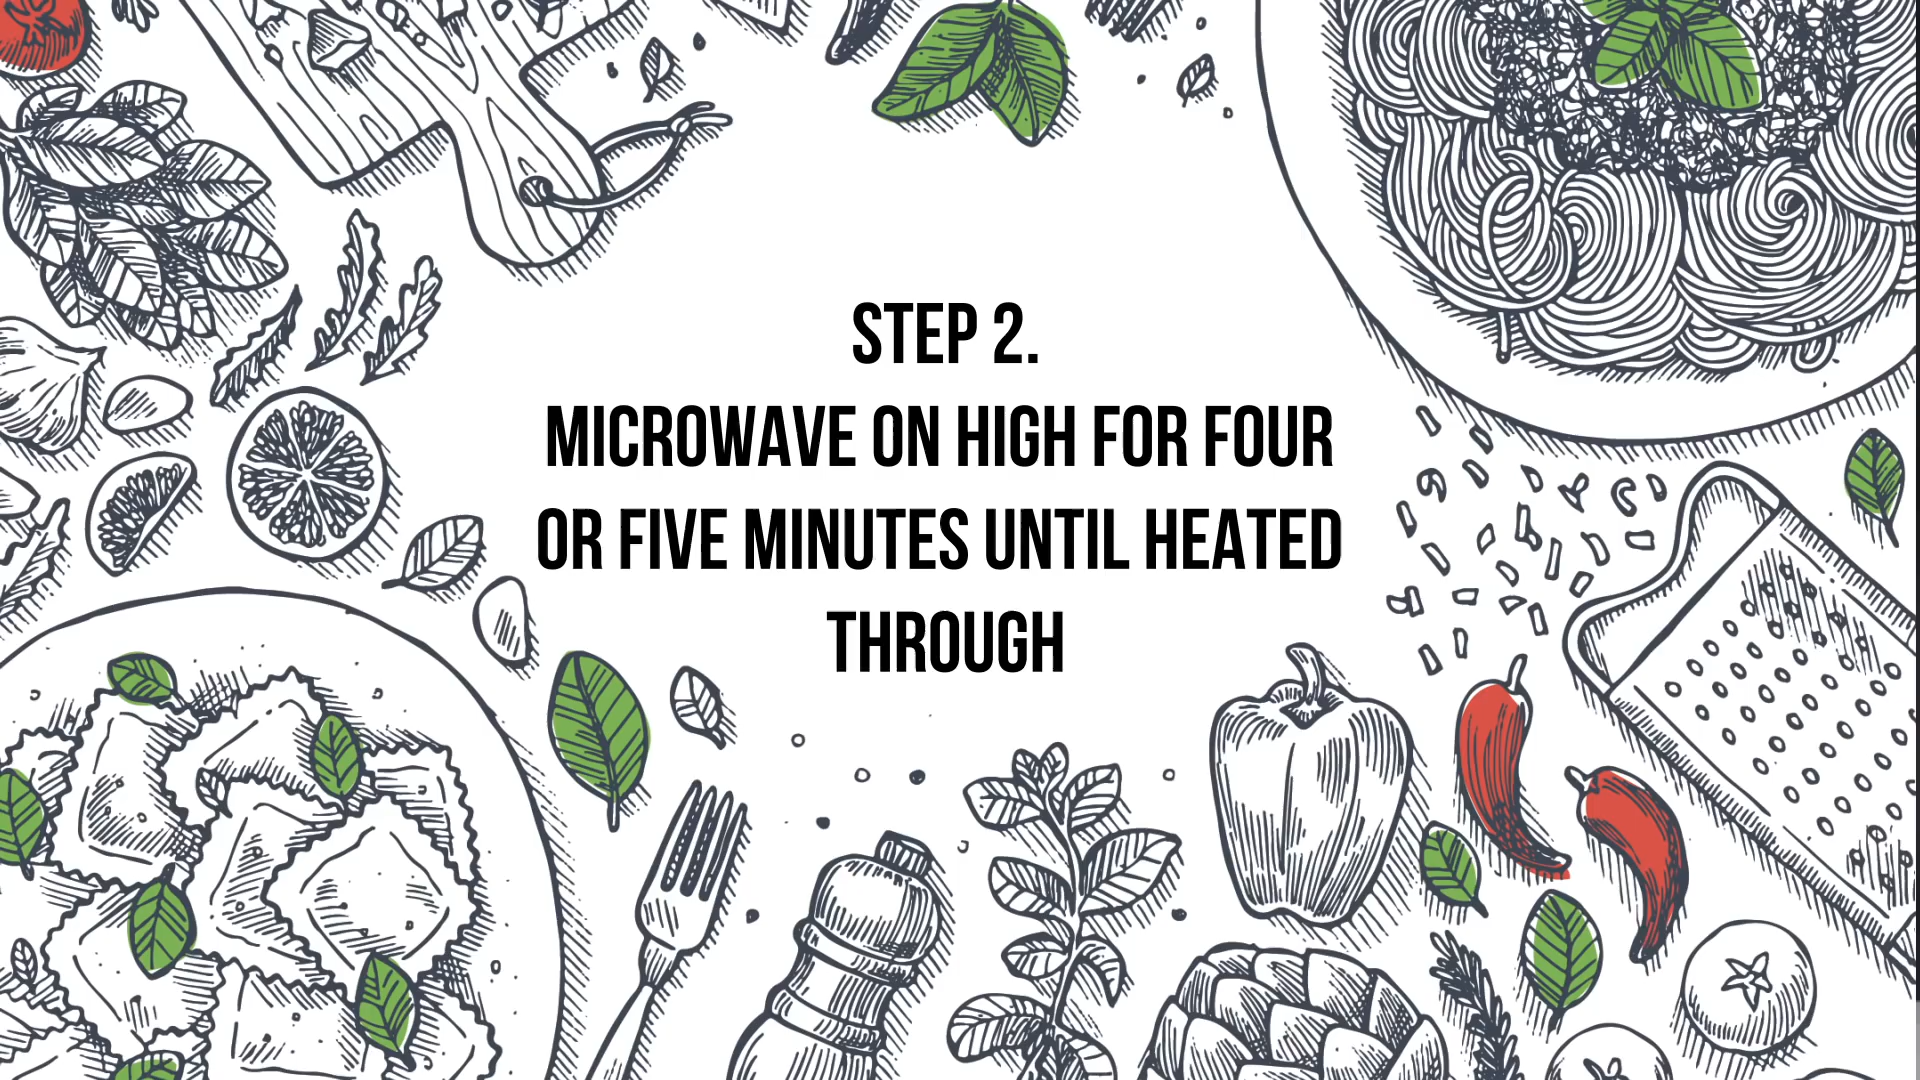 STEP 2.
MICROWAVE ON HIGH FOR FOUR
OR FIVE MINUTES UNTIL HEATED
THROUGH